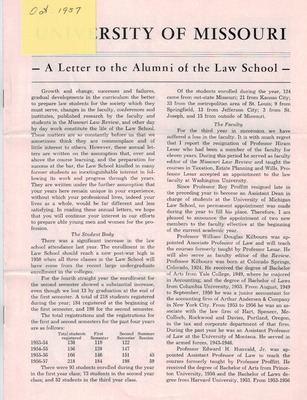 Oct 1957
UNIVERSITY OF MISSOURI
— A Letter to the Alumni of the Law School —
Growth and change, successes and failures,
gradual developments in the curriculum the better
to prepare law students for the society which they
must serve, changes in the faculty, conferences and
institutes, published research by the faculty and
students in the Missouri Law Review, and other day
by day work constitute the life of the Law School.
These matters are so constantly before us that we
sometimes think they are commonplace and of
little interest to others. However, these annual let-
ters are written on the assumption that, over and
above the course learning, and the preparation for
success at the bar, the Law School kindled in many
former students an inextinguishable interest in fol-
lowing its work and progress through the years.
They are written under the further assumption that
your years here remain unique in your experience,
without which your professional lives, indeed your
lives as a whole, would be far different and less
satisfying. In reading these annual letters, we hope
that you will continue your interest in our efforts
to prepare able young men and women for the pro-
fession.
The Student Body
There was a significant increase in the law
school attendance last year. The enrollment in the
Law School should reach a new post-war high in
1958 when all three classes in the Law School will
have come from the recent large undergraduate
enrollment in the colleges.
For the fourth straight year the enrollment for
the second semester showed a substantial increase,
even though we lost 13 by graduation at the end of
the first semester. A total of 218 students registered
during the year; 184 registered at the beginning of
the first semester, and 198 for the second semester.
The total registrations and the registrations for
the first and second semesters for the past four years
are as follows:
Total students First Second Summer
registered Semester Semester Session
1953-54 138 115 122
1954-55 156 128 147
1955-56 166 146 151 63
1956-57 218 184 198 59
There were 93 students enrolled during the year
in the first year class; 73 students in the second year
class; and 52 students in the third year class.
Of the students enrolled during the year, 124
came from out-state Missouri; 21 from Kansas City;
33 from the metropolitan area of St. Louis; 9 from
Springfield, 13 from Jefferson City; 3 from St.
Joseph, and 15 from outside of Missouri.
The Faculty
For the third year in succession we have
suffered a loss in the faculty. It is with much regret
that I report the resignation of Professor Hiram
Lesar who had been a member of the faculty for
eleven years. During this period he served as faculty
editor of the Missouri Law Review and taught the
courses in Taxation, Estate Planning and Wills. Pro-
fessor Lesar accepted an appointment to the law
faculty at Washington University.
Since Professor Roy Proffitt resigned late in
the preceding year to become an Assistant Dean in
charge of students at the University of Michigan
Law School, no permanent appointment was made
during the year to fill his place. Therefore, I am
pleased to announce the appointment of two new
members to the faculty effective at the beginning
of the current academic year.
Professor William Douglas Kilbourn was ap-
pointed Associate Professor of Law and will teach
the courses formerly taught by Professor Lesar. He
will also serve as faculty editor of the Review.
Professor Kilbourn was born at Colorado Springs,
Colorado, 1924. He received the degree of Bachelor
of Arts from Yale College, 1949, where he majored
in Accounting, and the degree of Bachelor of Laws
from Columbia University, 1953. From August, 1949
to September, 1950 he was a junior accountant for
the accounting firm of Arthur Andersen & Company
in New York City. From 1953 to 1956 he was an as-
sociate with the law firm of Hart, Spencer, Mc-
Culloch, Rockwood and Davies, Portland, Oregon,
in the tax and corporate department of that firm.
During the past year he was an Assistant Professor
of Law at the University of Montana. He served in
the armed forces, 1943-1946.
Professor Edward H. Hunvald, Jr. was ap-
pointed Assistant Professor of Law to teach the
courses formerly taught by Professor Proffitt. He
received the degree of Bachelor of Arts from Prince-
ton University, 1950 and the Bachelor of Laws de-
gree from Harvard University, 1953. From 1953-1956